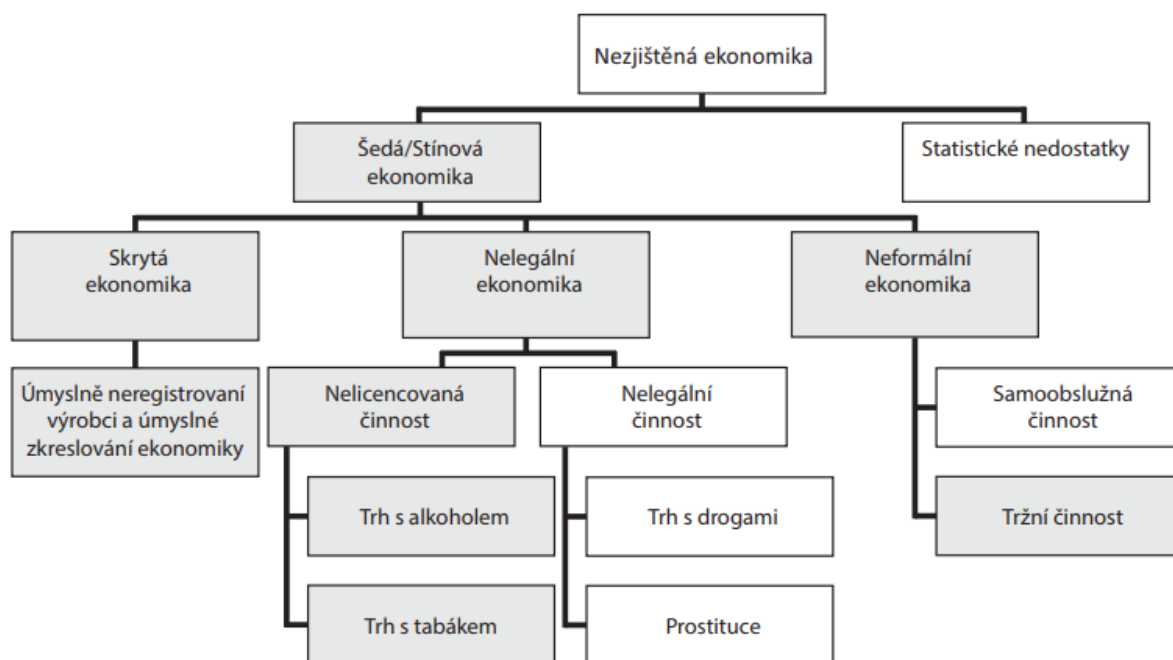 Nezjištěná ekonomika
Šedá/Stínová
ekonomika
Statistické nedostatky
Skrytá
ekonomika
Nelegální
ekonomika
Neformální
ekonomika
Úmyslně neregistrovaní
výrobci a úmyslné
zkreslování ekonomiky
Nelicencovaná
činnost
Nelegální
činnost
Samoobslužná
činnost
Trh s alkoholem
Trh s drogami
Tržní činnost
Trh s tabákem
Prostituce